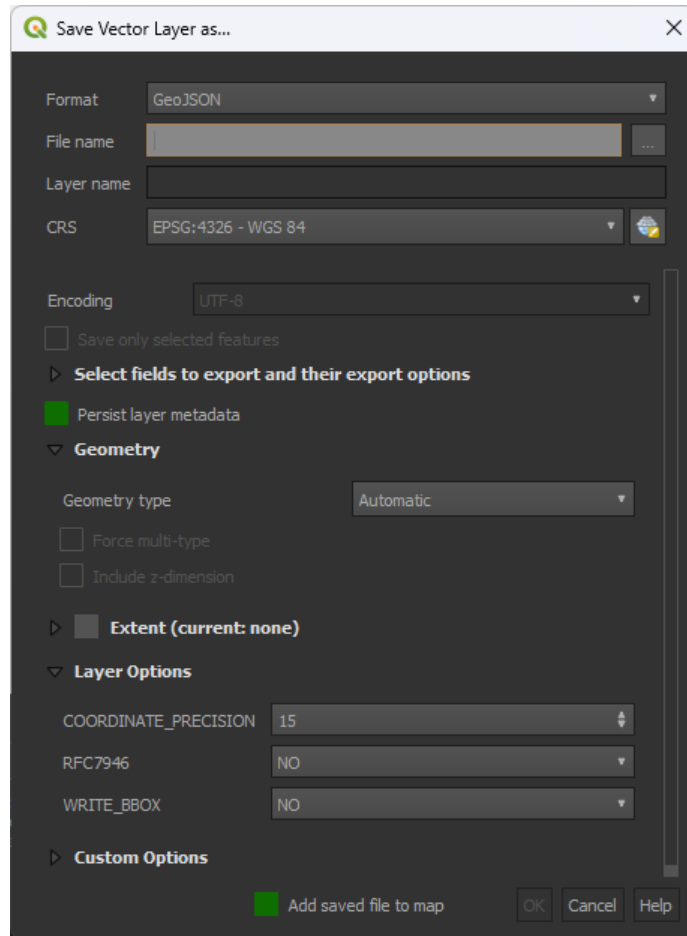 Save Vector Layer as...
Format GeoJSON
File name ...
Layer name
CRS EPSG:4326 - WGS 84
Encoding UTF-8
Save only selected features
Select fields to export and their export options
Persist layer metadata
Geometry
Geometry type Automatic
Force multi-type
Include z-dimension
Extent (current: none)
Layer Options
COORDINATE_PRECISION 15
RFC7946 NO
WRITE_BBOX NO
Custom Options
Add saved file to map OK Cancel Help